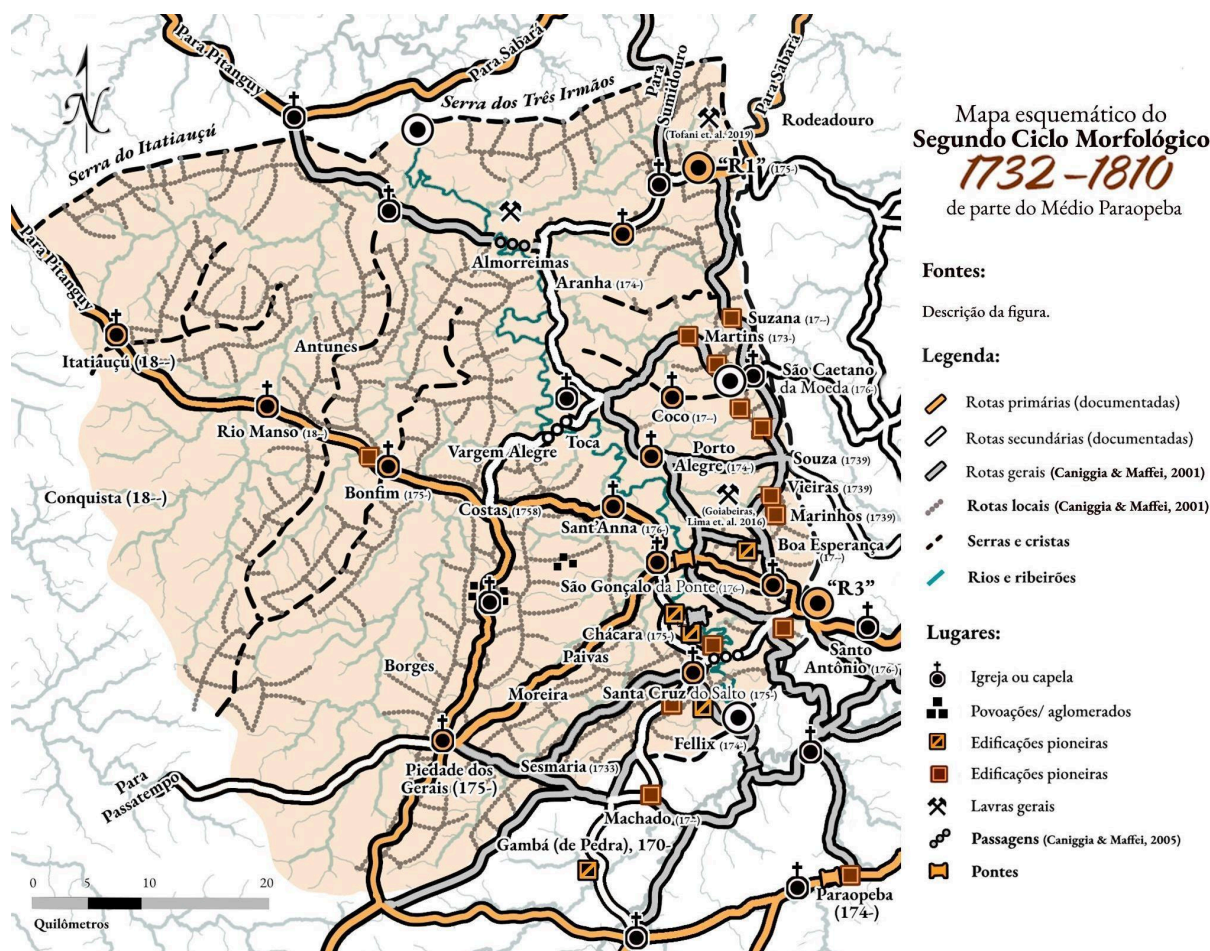 Para Pitanguy
Para Sabará
Para
Sumidouro
Para Sabará
Serra dos Três Irmãos
Rodeadouro
Serra do Itatiauçú
(Tofani et. al. 2019)
"R1" (175-)
N
Para Pitanguy
Almorreimas
Aranha (174-)
Suzana (17--)
Martins (173-)
Itatiauçú (18--)
Antunes
São Caetano
da Moeda (176-)
Coco (17--)
Rio Manso (18--)
Toca
Vargem Alegre
Porto
Alegre (174-)
Souza (1739)
Conquista (18--)
Bonfim (175-)
Costas (1758)
Vieiras (1739)
(Goiabeiras,
Lima et. al. 2016)
Marinhos (1739)
Sant'Anna (176-)
Boa Esperança
(17--)
São Gonçalo da Ponte (176-)
"R3"
Chácara (175-)
Santo
Antônio (176-)
Paivas
Borges
Moreira
Santa Cruz do Salto (175-)
Fellix (174-)
Para
Passatempo
Piedade dos
Gerais (175-)
Sesmaria (1733)
Machado (17--)
Gambá (de Pedra), 170-
Paraopeba
(174-)
0 5 10 20
Quilômetros
Mapa esquemático do
Segundo Ciclo Morfológico
1732-1810
de parte do Médio Paraopeba
Fontes:
Descrição da figura.
Legenda:
Rotas primárias (documentadas)
Rotas secundárias (documentadas)
Rotas gerais (Caniggia & Maffei, 2001)
Rotas locais (Caniggia & Maffei, 2001)
Serras e cristas
Rios e ribeirões
Lugares:
Igreja ou capela
Povoações/ aglomerados
Edificações pioneiras
Edificações pioneiras
Lavras gerais
Passagens (Caniggia & Maffei, 2005)
Pontes